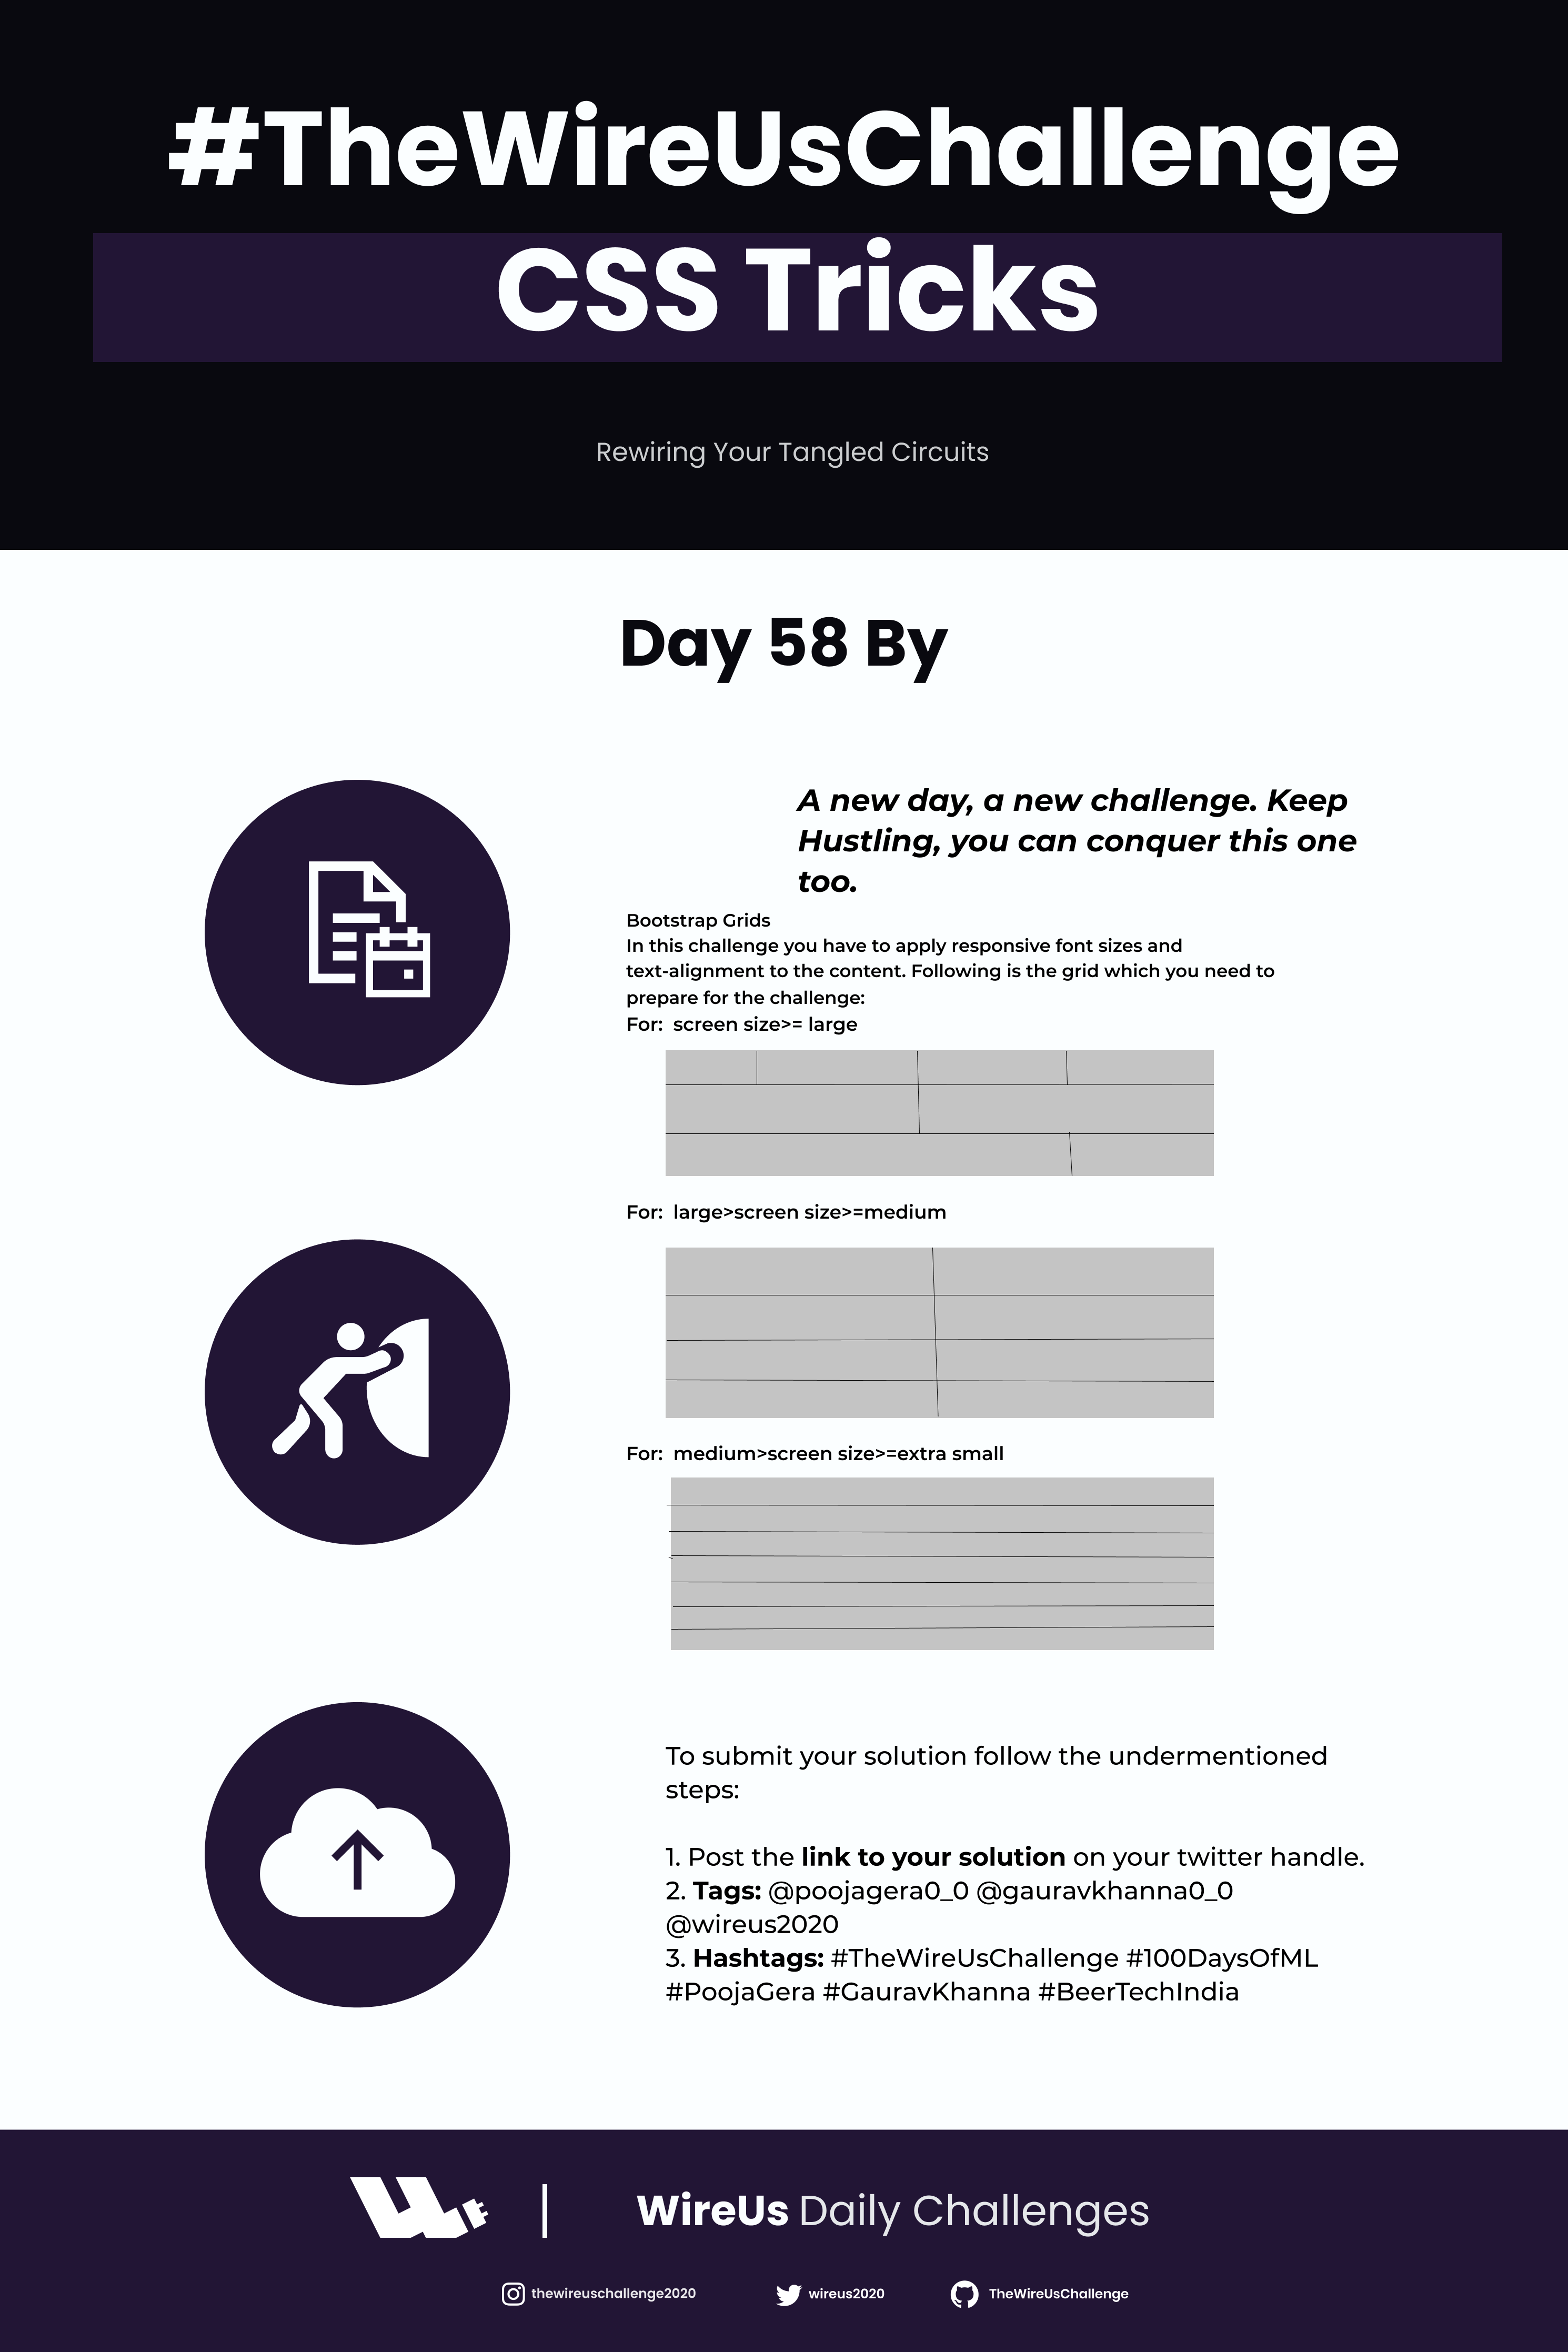 #TheWireUsChallenge
CSS Tricks
Rewiring Your Tangled Circuits
Day 58 By
A new day, a new challenge. Keep
Hustling, you can conquer this one
too.
Bootstrap Grids
In this challenge you have to apply responsive font sizes and
text-alignment to the content. Following is the grid which you need to
prepare for the challenge:
For: screen size>= large
For: large>screen size>=medium
For: medium>screen size>=extra small
To submit your solution follow the undermentioned
steps:
1. Post the link to your solution on your twitter handle.
2. Tags: @poojagera0_0 @gauravkhanna0_0
@wireus2020
3. Hashtags: #TheWireUsChallenge #100DaysOfML
#PoojaGera #GauravKhanna #BeerTechIndia
WireUs Daily Challenges
thewireuschallenge2020 wireus2020 TheWireUsChallenge